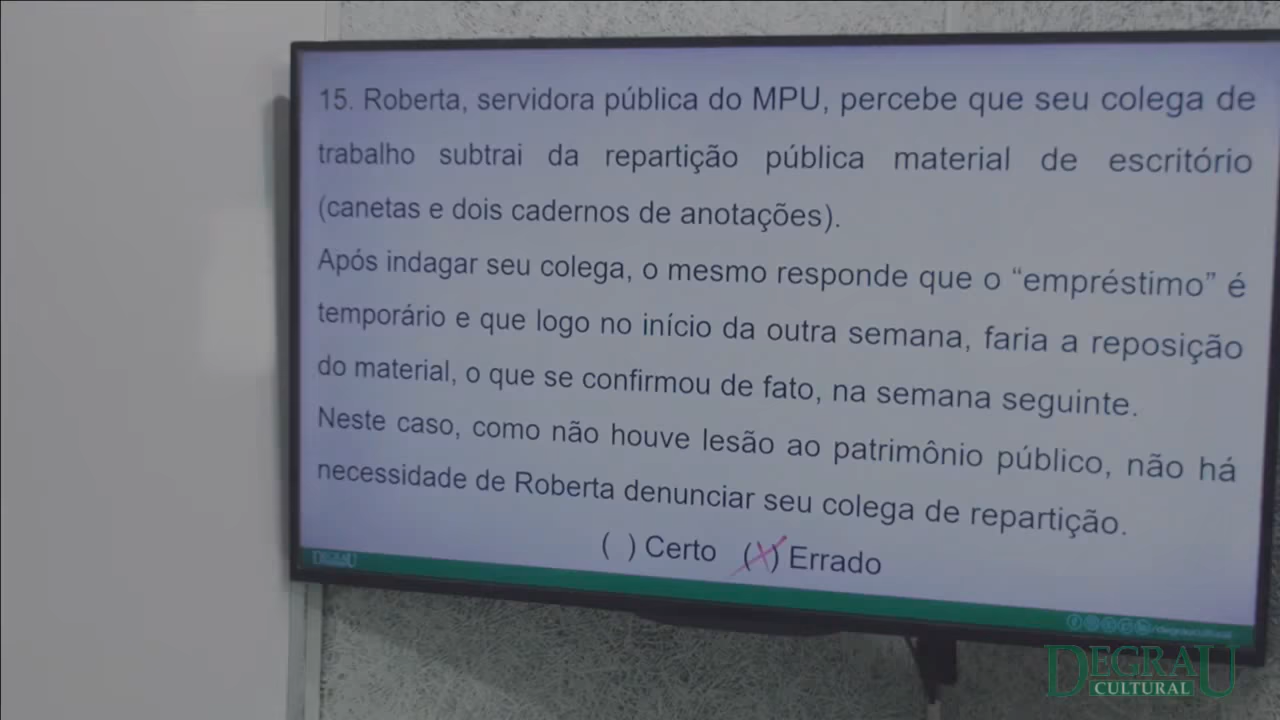 15. Roberta, servidora pública do MPU, percebe que seu colega de
trabalho subtrai da repartição pública material de escritório
(canetas e dois cadernos de anotações).
Após indagar seu colega, o mesmo responde que o “empréstimo” é
temporário e que logo no início da outra semana, faria a reposição
do material, o que se confirmou de fato, na semana seguinte.
Neste caso, como não houve lesão ao patrimônio público, não há
necessidade de Roberta denunciar seu colega de repartição.
( ) Certo (X) Errado
DEGRAU
/degraucultural
DEGRAU
CULTURAL